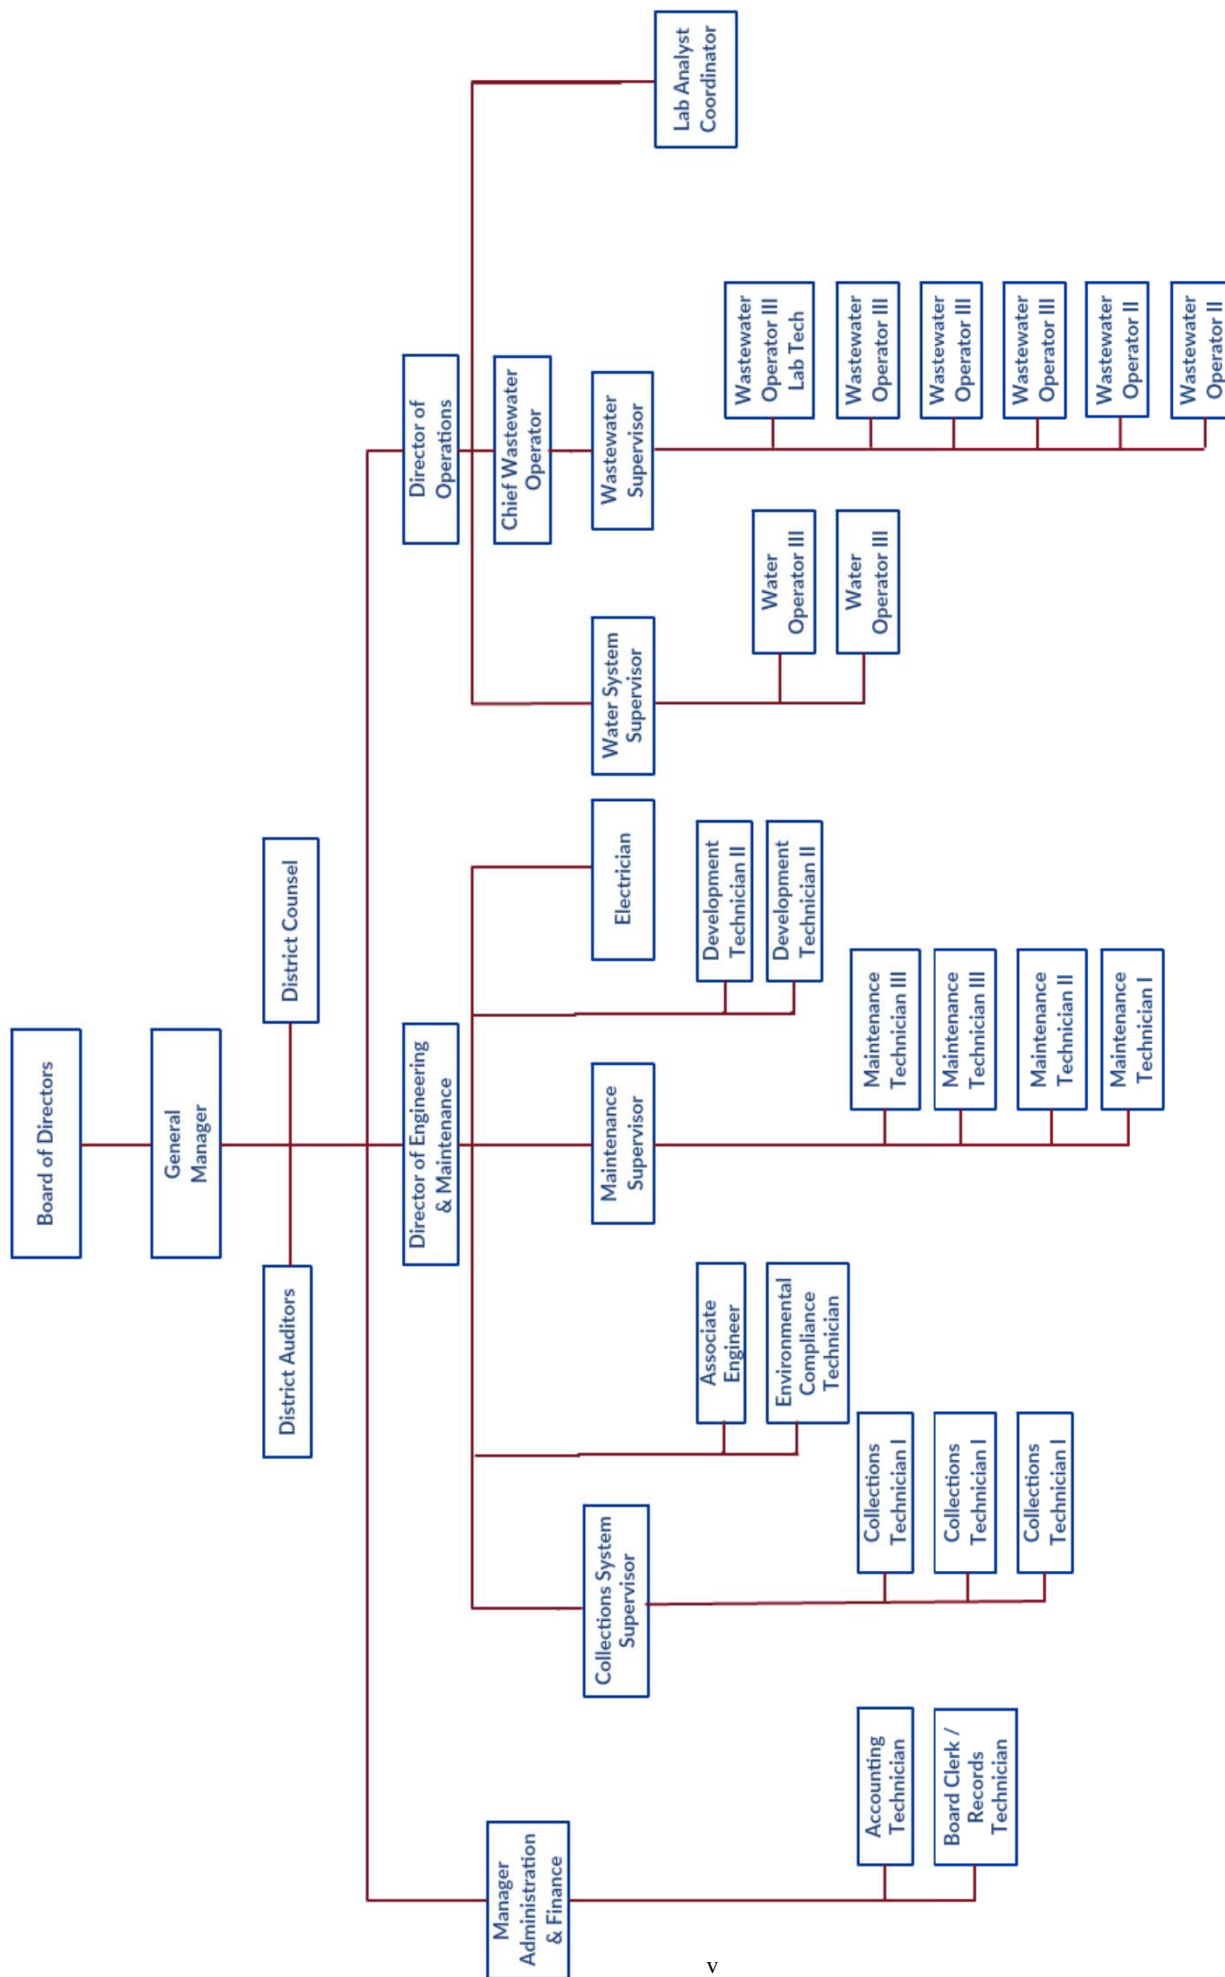 Board of Directors
General
Manager
District Auditors
District Counsel
Director of Engineering
& Maintenance
Director of
Operations
Manager
Administration
& Finance
Chief Wastewater
Operator
Collections System
Supervisor
Maintenance
Supervisor
Electrician
Water System
Supervisor
Wastewater
Supervisor
Lab Analyst
Coordinator
Associate
Engineer
Environmental
Compliance
Technician
Development
Technician II
Development
Technician II
Accounting
Technician
Board Clerk /
Records
Technician
Collections
Technician I
Collections
Technician I
Collections
Technician I
Maintenance
Technician III
Maintenance
Technician III
Maintenance
Technician II
Maintenance
Technician I
Water
Operator III
Water
Operator III
Wastewater
Operator III
Lab Tech
Wastewater
Operator III
Wastewater
Operator III
Wastewater
Operator III
Wastewater
Operator II
Wastewater
Operator II
v